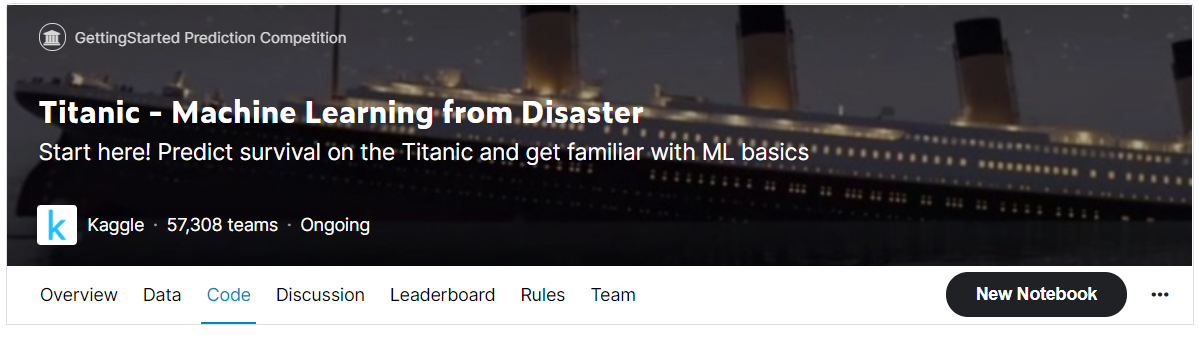 GettingStarted Prediction Competition
Titanic - Machine Learning from Disaster
Start here! Predict survival on the Titanic and get familiar with ML basics
k Kaggle · 57,308 teams · Ongoing
Overview Data Code Discussion Leaderboard Rules Team New Notebook ···